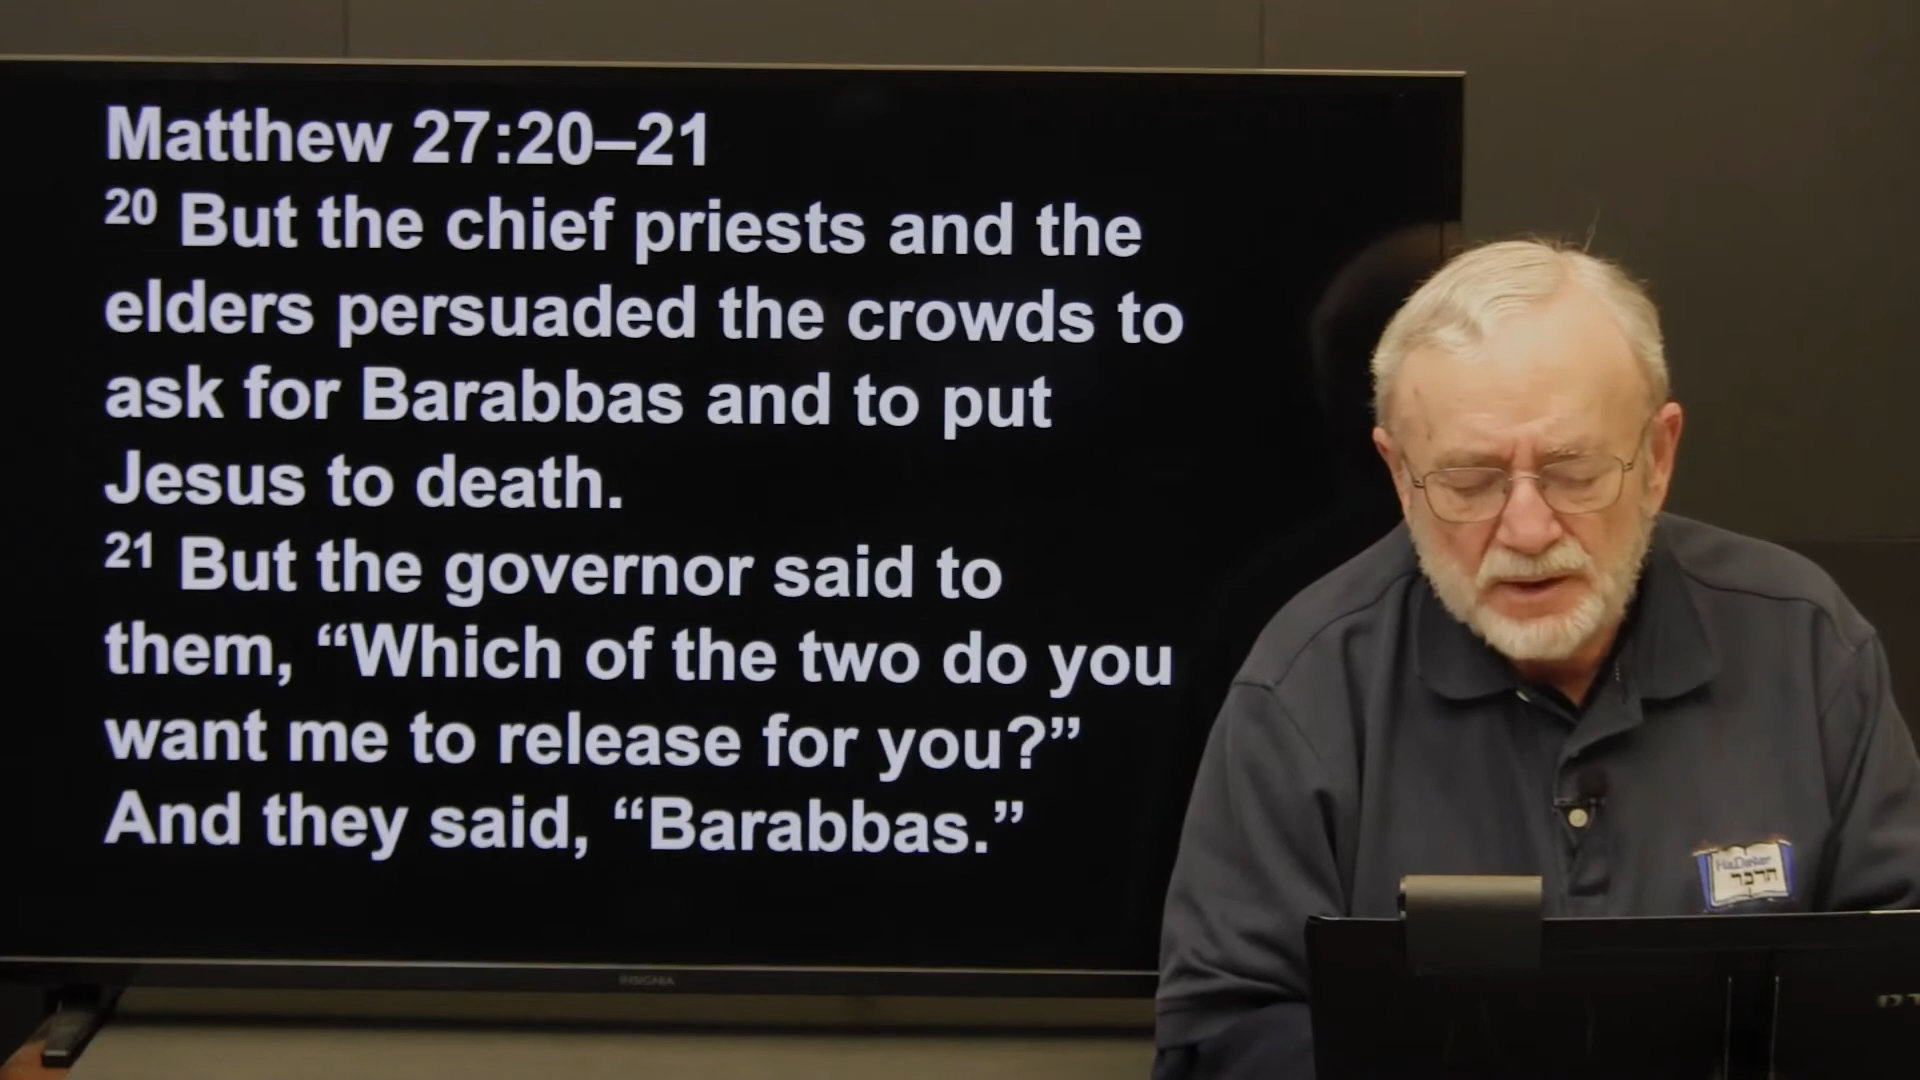 Matthew 27:20–21
20 But the chief priests and the
elders persuaded the crowds to
ask for Barabbas and to put
Jesus to death.
21 But the governor said to
them, “Which of the two do you
want me to release for you?”
And they said, “Barabbas.”
INSIGNIA